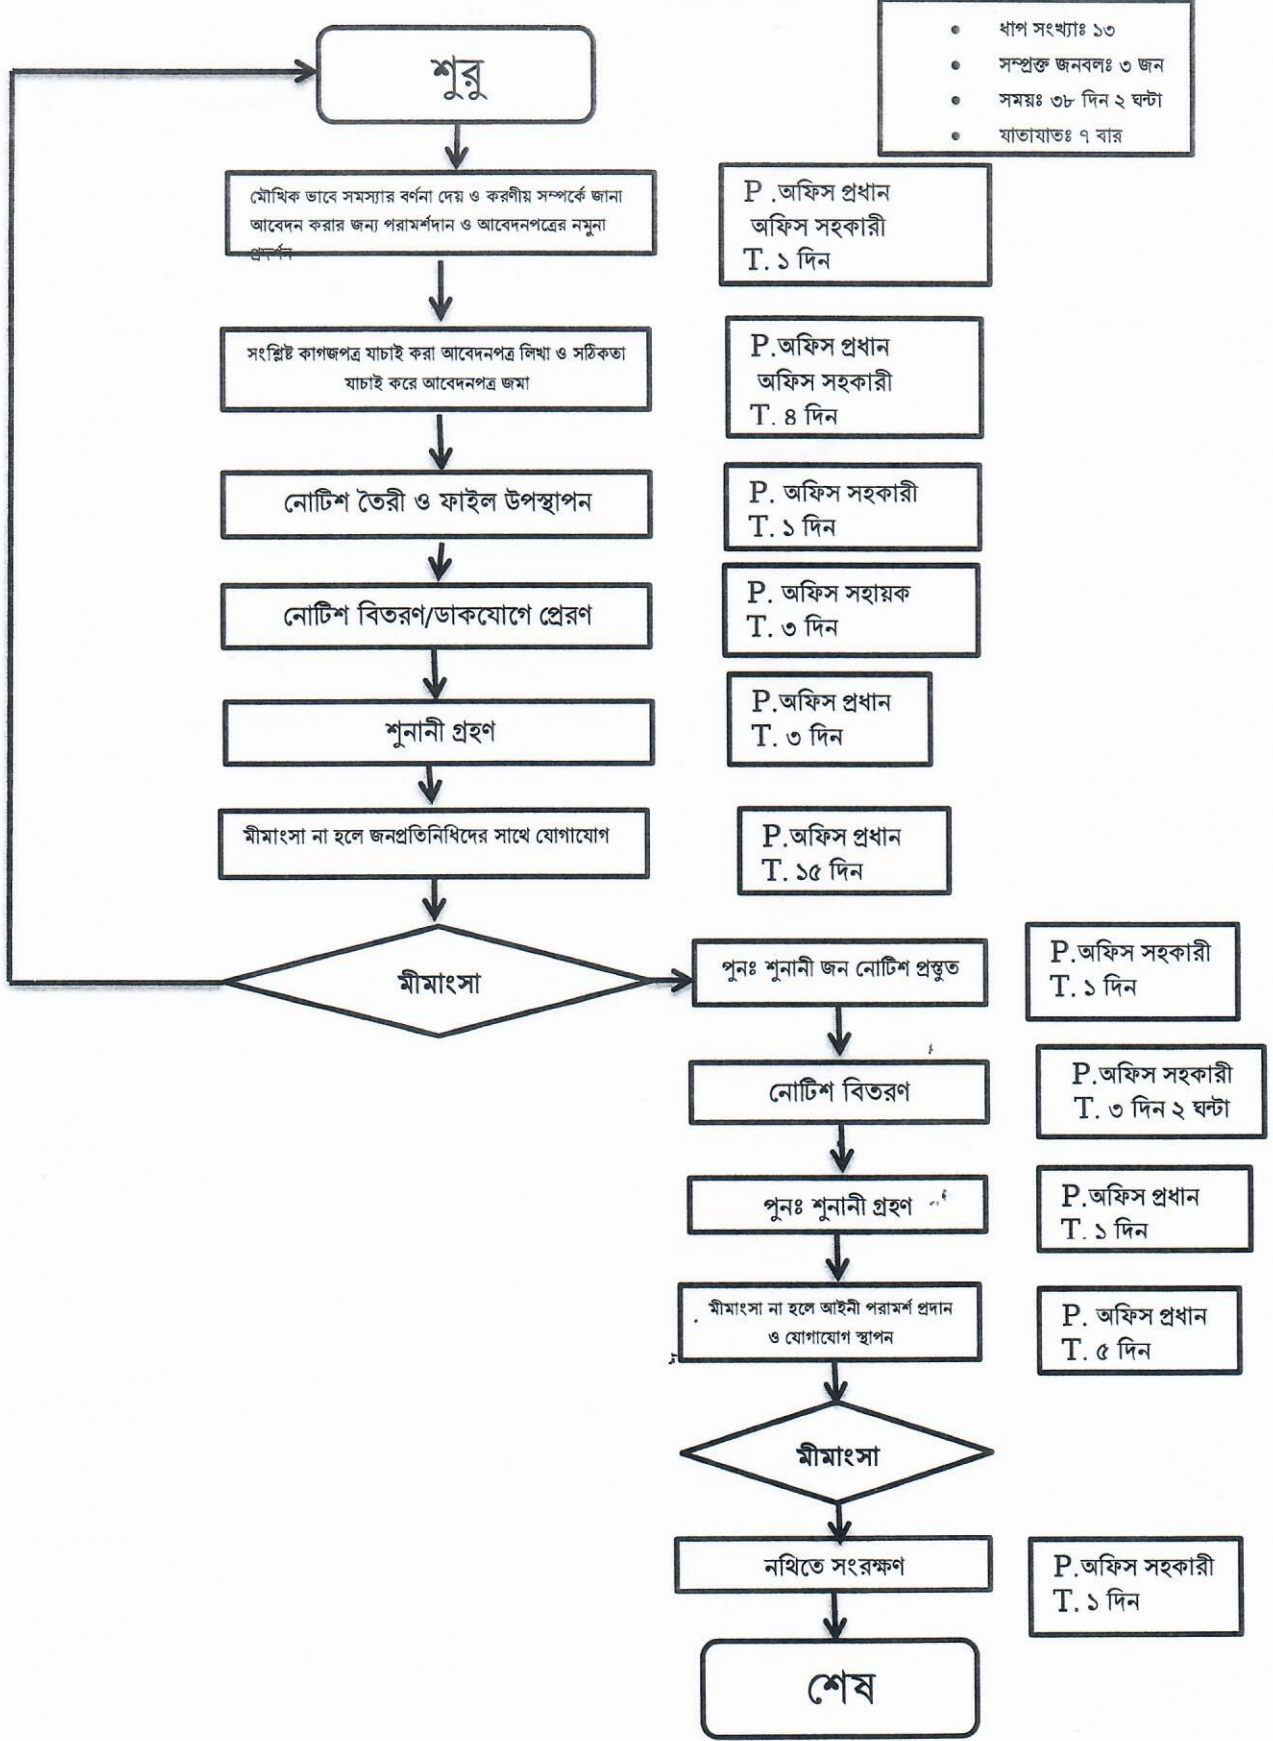 ধাপ সংখ্যাঃ ১৩
সম্প্রক্ত জনবলঃ ৩ জন
সময়ঃ ৩৮ দিন ২ ঘন্টা
যাতাযাতঃ ৭ বার
শুরু
মৌখিক ভাবে সমস্যার বর্ণনা দেয় ও করণীয় সম্পর্কে জানা
আবেদন করার জন্য পরামর্শদান ও আবেদনপত্রের নমুনা
প্রদর্শন
P .অফিস প্রধান
অফিস সহকারী
T. ১ দিন
সংশ্লিষ্ট কাগজপত্র যাচাই করা আবেদনপত্র লিখা ও সঠিকতা
যাচাই করে আবেদনপত্র জমা
P.অফিস প্রধান
অফিস সহকারী
T. ৪ দিন
নোটিশ তৈরী ও ফাইল উপস্থাপন
P. অফিস সহকারী
T. ১ দিন
নোটিশ বিতরণ/ডাকযোগে প্রেরণ
P. অফিস সহায়ক
T. ৩ দিন
শুনানী গ্রহণ
P.অফিস প্রধান
T. ৩ দিন
মীমাংসা না হলে জনপ্রতিনিধিদের সাথে যোগাযোগ
P.অফিস প্রধান
T. ১৫ দিন
মীমাংসা
পুনঃ শুনানী জন নোটিশ প্রস্তুত
P.অফিস সহকারী
T. ১ দিন
নোটিশ বিতরণ
P.অফিস সহকারী
T. ৩ দিন ২ ঘন্টা
পুনঃ শুনানী গ্রহণ
P.অফিস প্রধান
T. ১ দিন
মীমাংসা না হলে আইনী পরামর্শ প্রদান
ও যোগাযোগ স্থাপন
P. অফিস প্রধান
T. ৫ দিন
মীমাংসা
নথিতে সংরক্ষণ
P.অফিস সহকারী
T. ১ দিন
শেষ